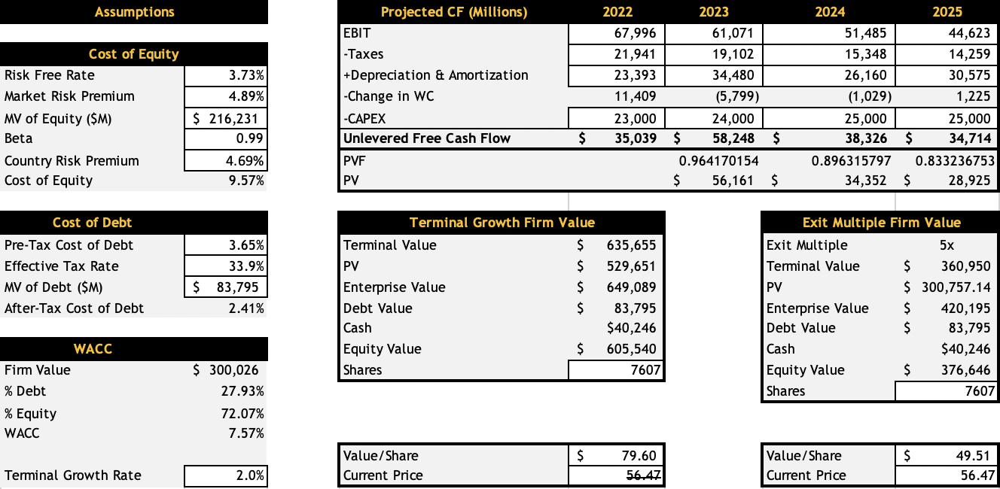 Assumptions
Cost of Equity
Risk Free Rate 3.73%
Market Risk Premium 4.89%
MV of Equity ($M) $ 216,231
Beta 0.99
Country Risk Premium 4.69%
Cost of Equity 9.57%
Cost of Debt
Pre-Tax Cost of Debt 3.65%
Effective Tax Rate 33.9%
MV of Debt ($M) $ 83,795
After-Tax Cost of Debt 2.41%
WACC
Firm Value $ 300,026
% Debt 27.93%
% Equity 72.07%
WACC 7.57%
Terminal Growth Rate 2.0%
Projected CF (Millions) 2022 2023 2024 2025
EBIT 67,996 61,071 51,485 44,623
-Taxes 21,941 19,102 15,348 14,259
+Depreciation & Amortization 23,393 34,480 26,160 30,575
-Change in WC 11,409 (5,799) (1,029) 1,225
-CAPEX 23,000 24,000 25,000 25,000
Unlevered Free Cash Flow $ 35,039 $ 58,248 $ 38,326 $ 34,714
PVF 0.964170154 0.896315797 0.833236753
PV $ 56,161 $ 34,352 $ 28,925
Terminal Growth Firm Value
Terminal Value $ 635,655
PV $ 529,651
Enterprise Value $ 649,089
Debt Value $ 83,795
Cash $40,246
Equity Value $ 605,540
Shares 7607
Value/Share $ 79.60
Current Price 56.47
Exit Multiple Firm Value
Exit Multiple 5x
Terminal Value $ 360,950
PV $ 300,757.14
Enterprise Value $ 420,195
Debt Value $ 83,795
Cash $40,246
Equity Value $ 376,646
Shares 7607
Value/Share $ 49.51
Current Price 56.47